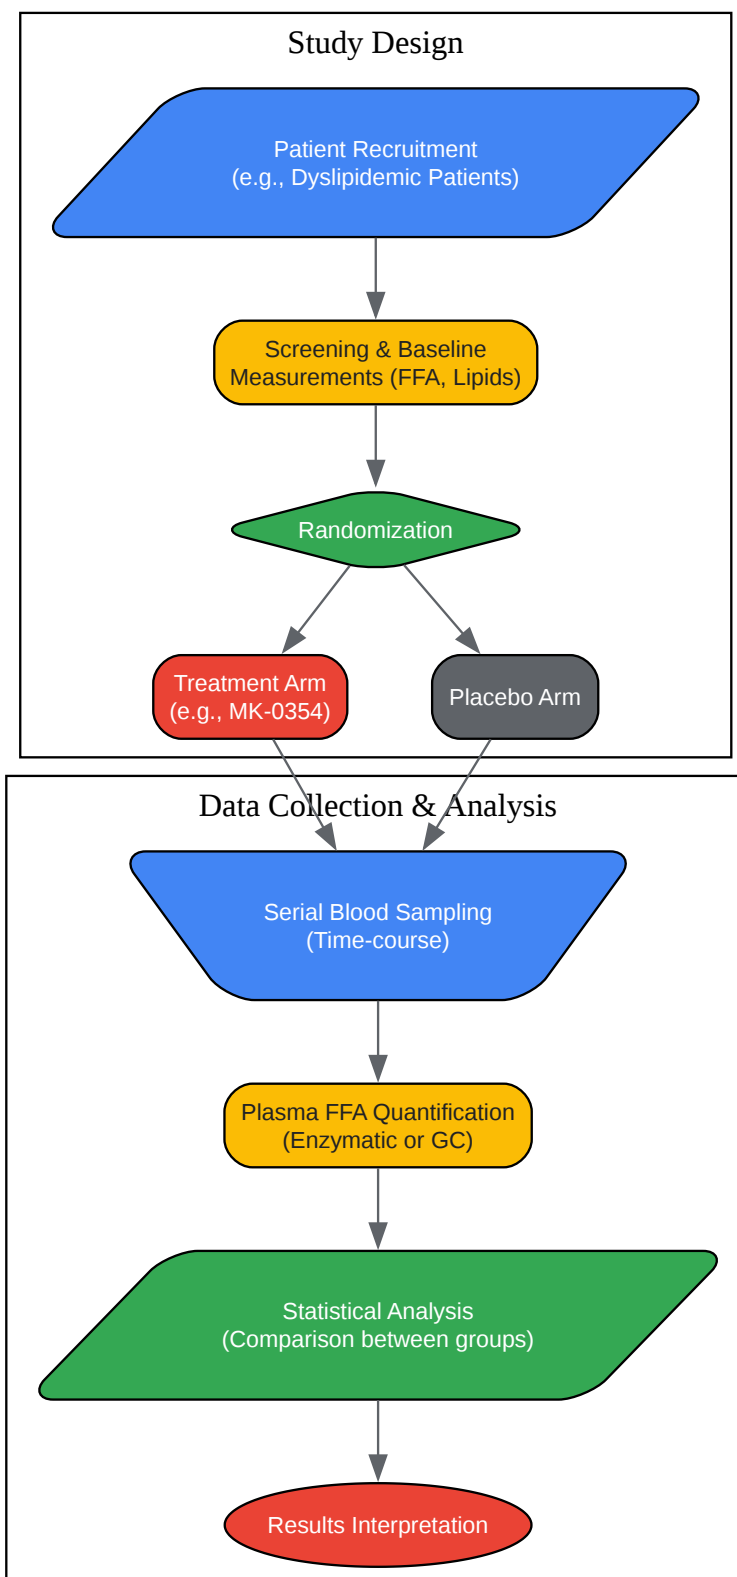 Study Design
Patient Recruitment
(e.g., Dyslipidemic Patients)
Screening & Baseline
Measurements (FFA, Lipids)
Randomization
Treatment Arm
(e.g., MK-0354)
Placebo Arm
Data Collection & Analysis
Serial Blood Sampling
(Time-course)
Plasma FFA Quantification
(Enzymatic or GC)
Statistical Analysis
(Comparison between groups)
Results Interpretation